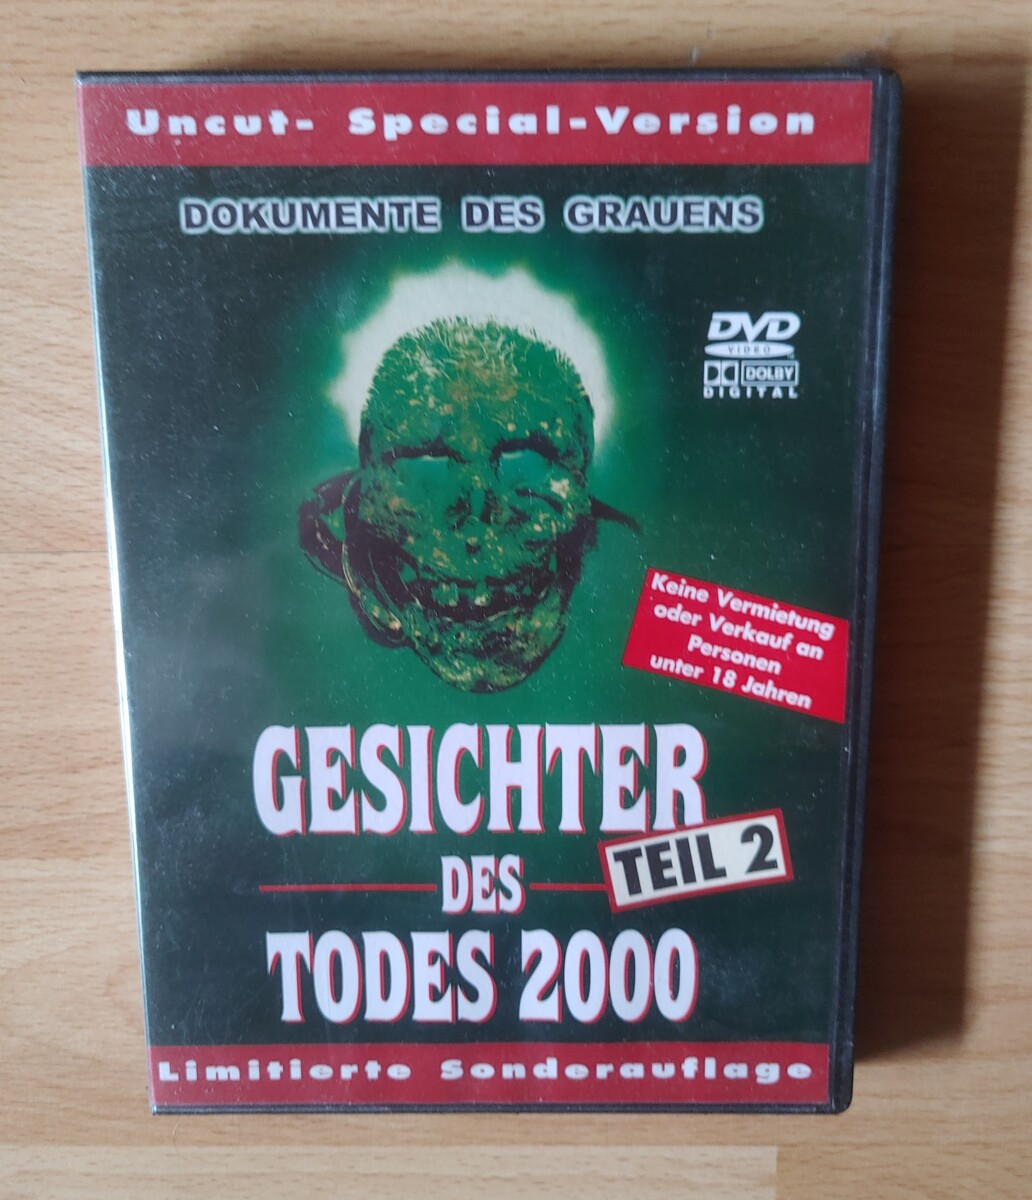 Uncut- Special-Version
DOKUMENTE DES GRAUENS
DVD
VIDEO
DOLBY
DIGITAL
Keine Vermietung
oder Verkauf an
Personen
unter 18 Jahren
GESICHTER
TEIL 2
DES
TODES 2000
Limitierte Sonderauflage